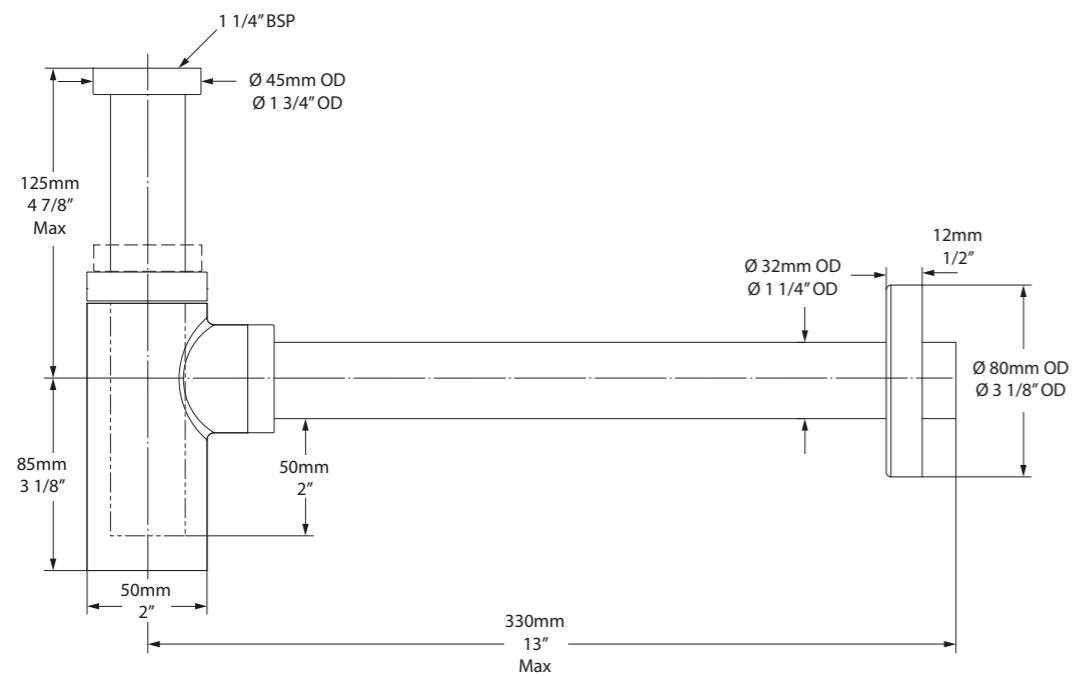 1 1/4” BSP
Ø 45mm OD
Ø 1 3/4” OD
125mm
4 7/8”
Max
12mm
1/2”
Ø 32mm OD
Ø 1 1/4” OD
Ø 80mm OD
Ø 3 1/8” OD
85mm
3 1/8”
50mm
2”
50mm
2”
330mm
13”
Max